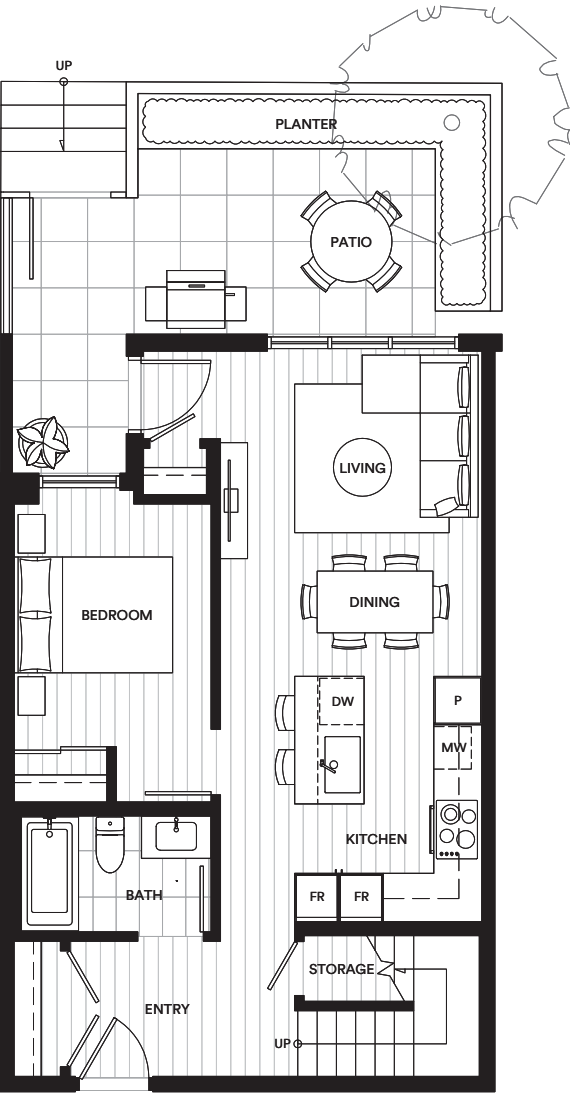 UP
PLANTER
PATIO
LIVING
DINING
BEDROOM
DW
P
MW
KITCHEN
BATH
FR
FR
STORAGE
ENTRY
UP